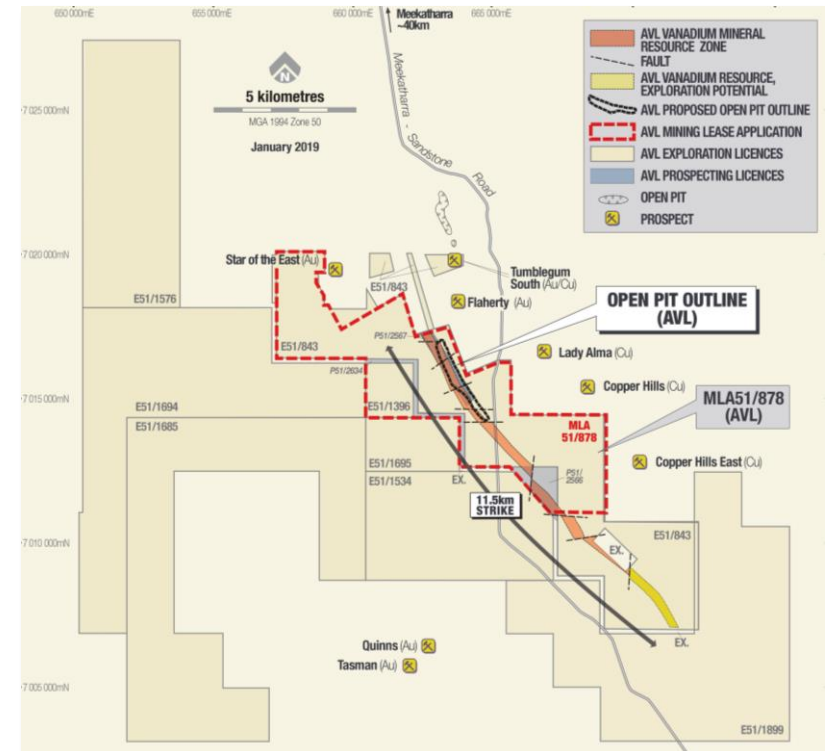 650 000mE
655 000mE
660 000mE
665 000mE
Meekatharra
~40km
N
5 kilometres
MGA 1994 Zone 50
January 2019
7 025 000mN
7 020 000mN
7 015 000mN
7 010 000mN
7 005 000mN
AVL VANADIUM MINERAL
RESOURCE ZONE
FAULT
AVL VANADIUM RESOURCE,
EXPLORATION POTENTIAL
AVL PROPOSED OPEN PIT OUTLINE
AVL MINING LEASE APPLICATION
AVL EXPLORATION LICENCES
AVL PROSPECTING LICENCES
OPEN PIT
PROSPECT
Meekatharra - Sandstone Road
Star of the East (Au)
E51/843
Tumblegum
South (Au/Cu)
E51/1576
Flaherty (Au)
OPEN PIT OUTLINE
(AVL)
P51/2567
E51/843
Lady Alma (Cu)
P51/2634
Copper Hills (Cu)
E51/1694
E51/1396
MLA51/878
(AVL)
E51/1685
MLA
51/878
E51/1695
Copper Hills East (Cu)
E51/1534
EX.
P51/
2566
11.5km
STRIKE
E51/843
EX.
Quinns (Au)
EX.
Tasman (Au)
E51/1899